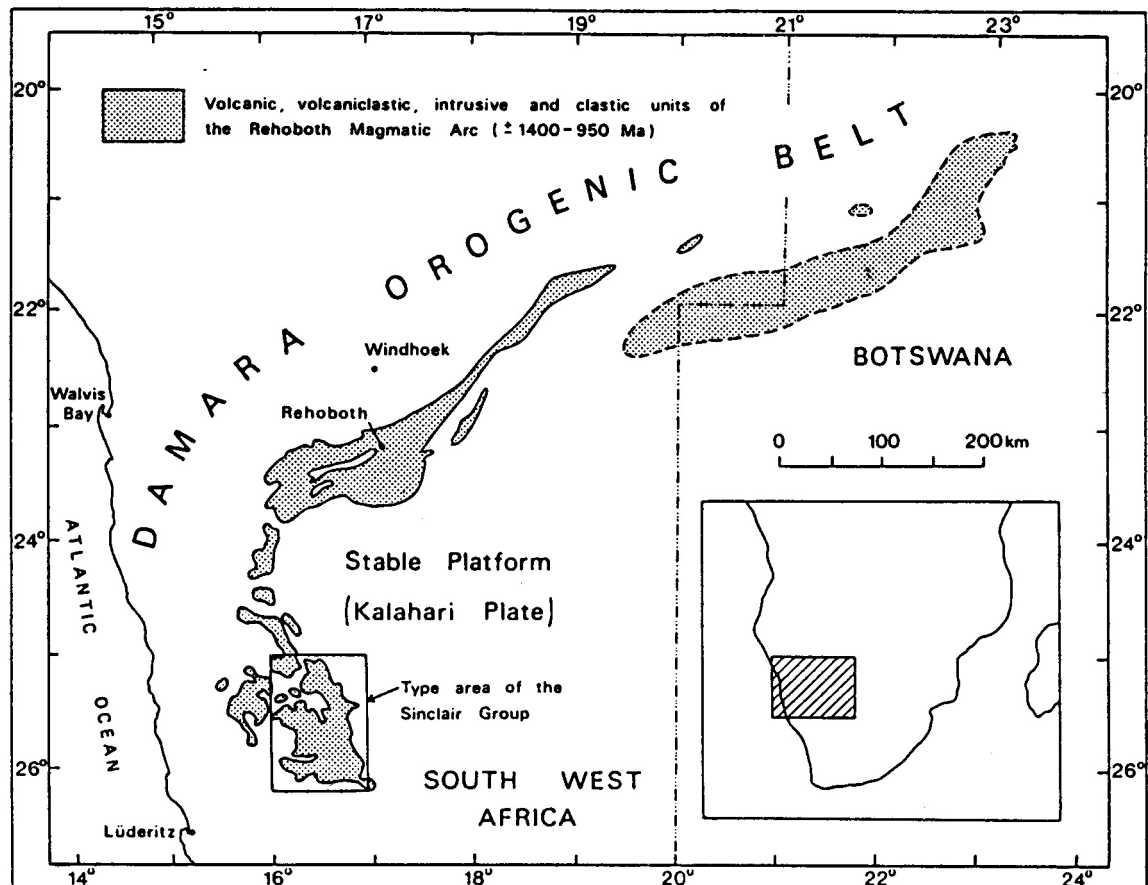 15° 17° 19° 21° 23°
20° 20°
Volcanic, volcaniclastic, intrusive and clastic units of
the Rehoboth Magmatic Arc (± 1400-950 Ma)
DAMARA OROGENIC BELT
22° 22°
Windhoek
BOTSWANA
Walvis
Bay
Rehoboth
0 100 200 km
24° 24°
ATLANTIC OCEAN
Stable Platform
(Kalahari Plate)
Type area of the
Sinclair Group
26° 26°
SOUTH WEST
AFRICA
Lüderitz
14° 16° 18° 20° 22° 24°